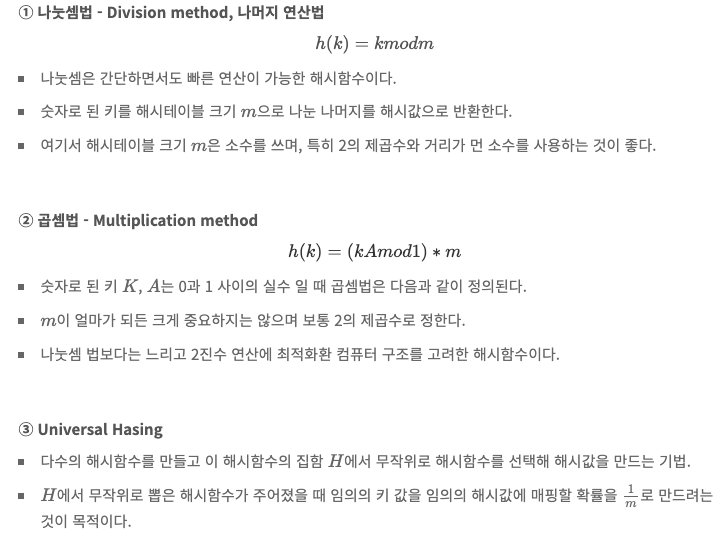 ① 나눗셈법 - Division method, 나머지 연산법
h(k) = kmodm
▪ 나눗셈은 간단하면서도 빠른 연산이 가능한 해시함수이다.
▪ 숫자로 된 키를 해시테이블 크기 m으로 나눈 나머지를 해시값으로 반환한다.
▪ 여기서 해시테이블 크기 m은 소수를 쓰며, 특히 2의 제곱수와 거리가 먼 소수를 사용하는 것이 좋다.
② 곱셈법 - Multiplication method
h(k) = (kAmod1) * m
▪ 숫자로 된 키 K, A는 0과 1 사이의 실수 일 때 곱셈법은 다음과 같이 정의된다.
▪ m이 얼마가 되든 크게 중요하지는 않으며 보통 2의 제곱수로 정한다.
▪ 나눗셈 법보다는 느리고 2진수 연산에 최적화환 컴퓨터 구조를 고려한 해시함수이다.
③ Universal Hasing
▪ 다수의 해시함수를 만들고 이 해시함수의 집합 H에서 무작위로 해시함수를 선택해 해시값을 만드는 기법.
▪ H에서 무작위로 뽑은 해시함수가 주어졌을 때 임의의 키 값을 임의의 해시값에 매핑할 확률을 1/m로 만드려는
것이 목적이다.